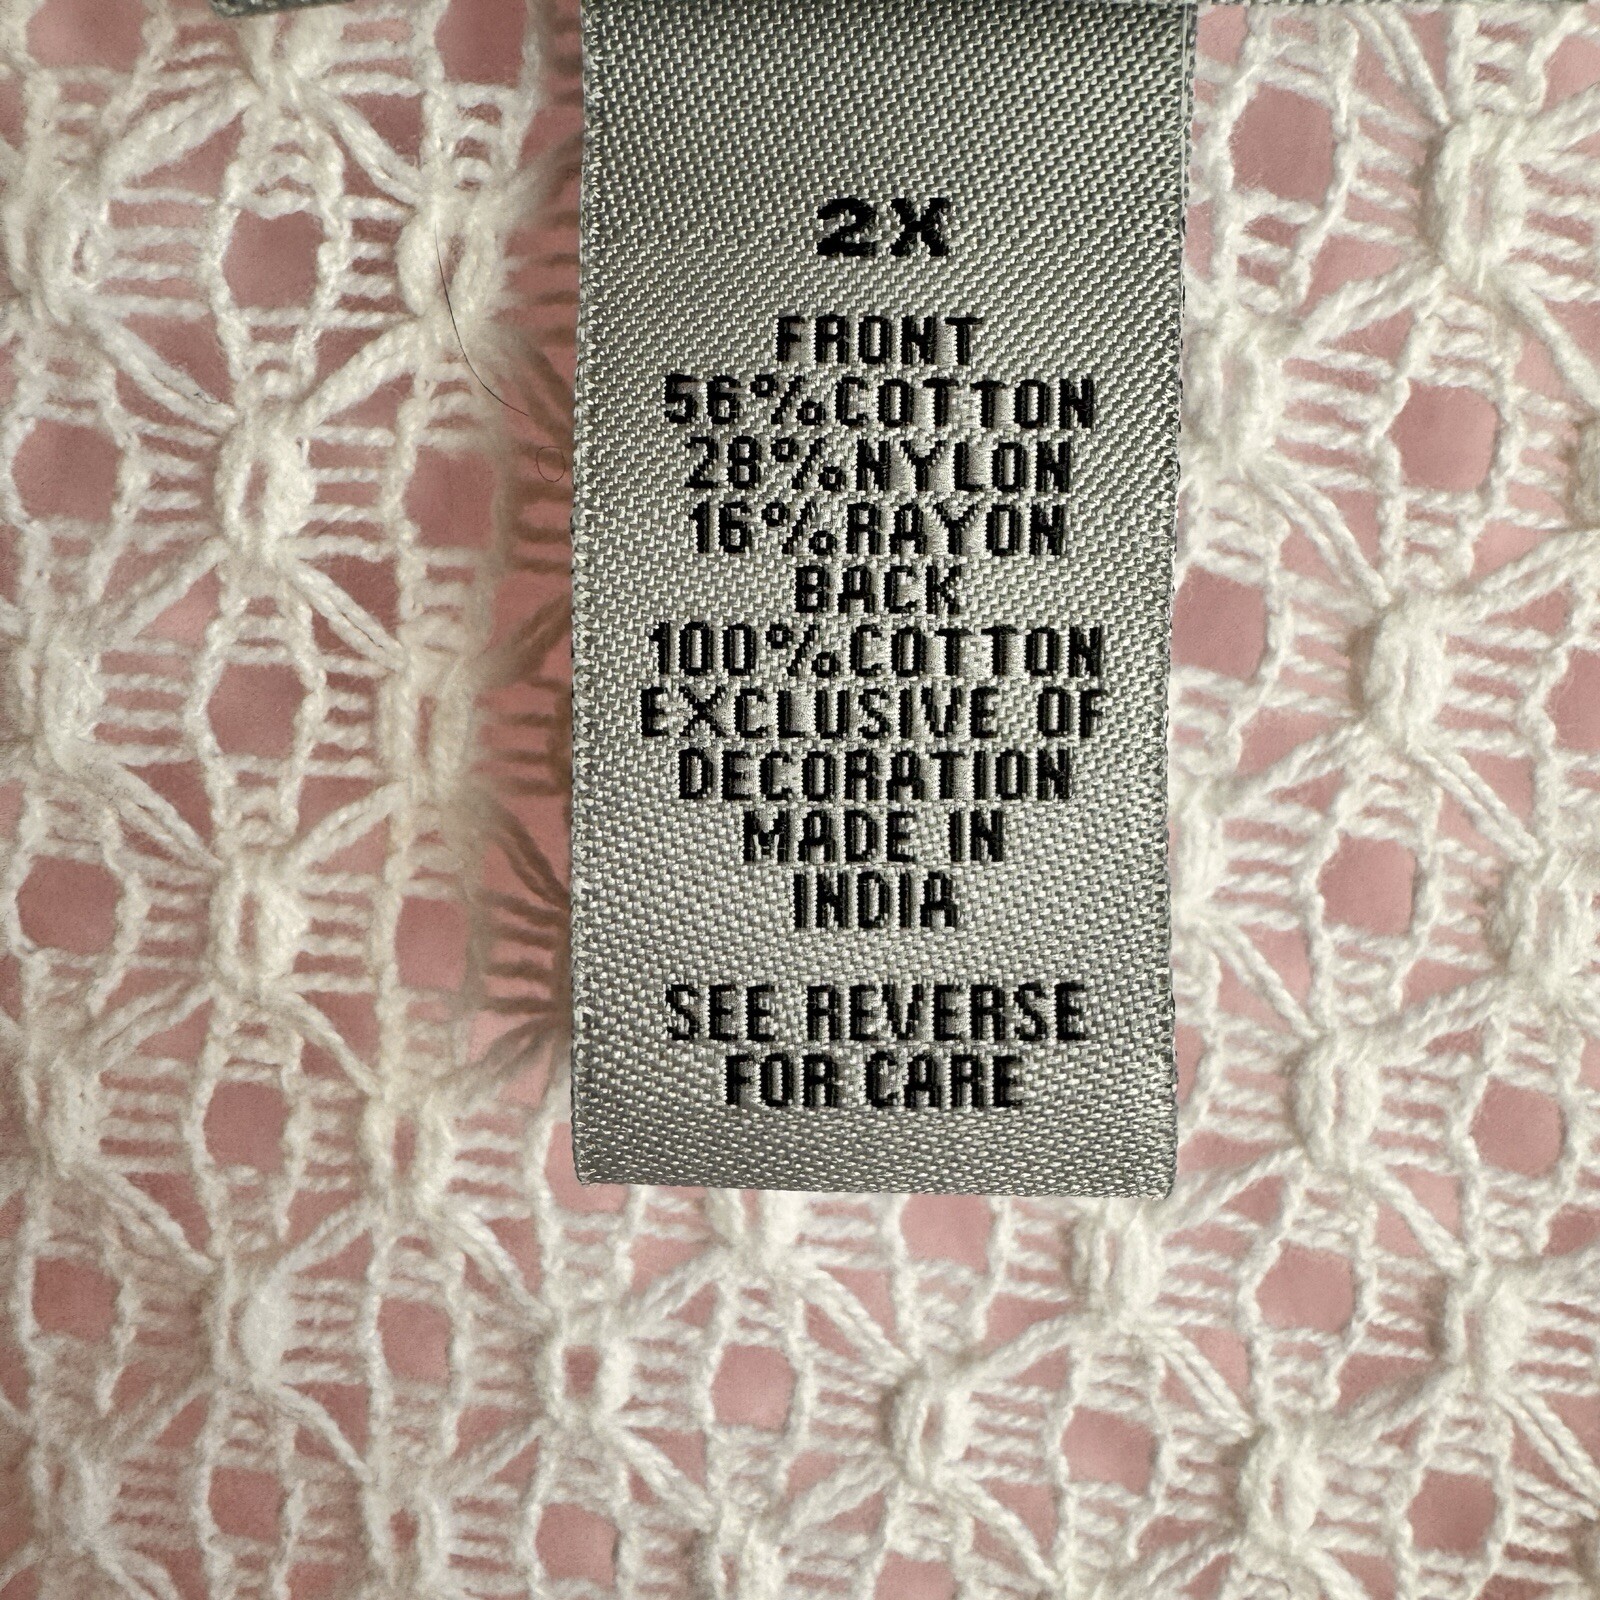 2X
FRONT
56%COTTON
28%NYLON
16%RAYON
BACK
100%COTTON
EXCLUSIVE OF
DECORATION
MADE IN
INDIA
SEE REVERSE
FOR CARE